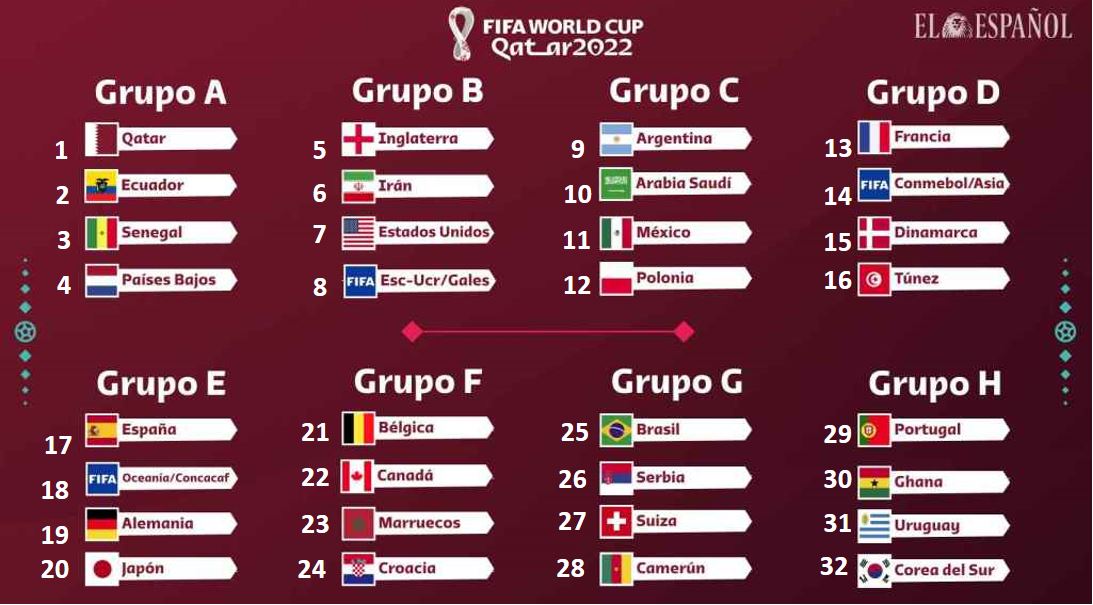 FIFA WORLD CUP
Qatar2022
EL ESPAÑOL
Grupo A
1 Qatar
2 Ecuador
3 Senegal
4 Países Bajos
Grupo B
5 Inglaterra
6 Irán
7 Estados Unidos
8 FIFA Esc-Ucr/Gales
Grupo C
9 Argentina
10 Arabia Saudí
11 México
12 Polonia
Grupo D
13 Francia
14 FIFA Conmebol/Asia
15 Dinamarca
16 Túnez
Grupo E
17 España
18 FIFA Oceanía/Concacaf
19 Alemania
20 Japón
Grupo F
21 Bélgica
22 Canadá
23 Marruecos
24 Croacia
Grupo G
25 Brasil
26 Serbia
27 Suiza
28 Camerún
Grupo H
29 Portugal
30 Ghana
31 Uruguay
32 Corea del Sur